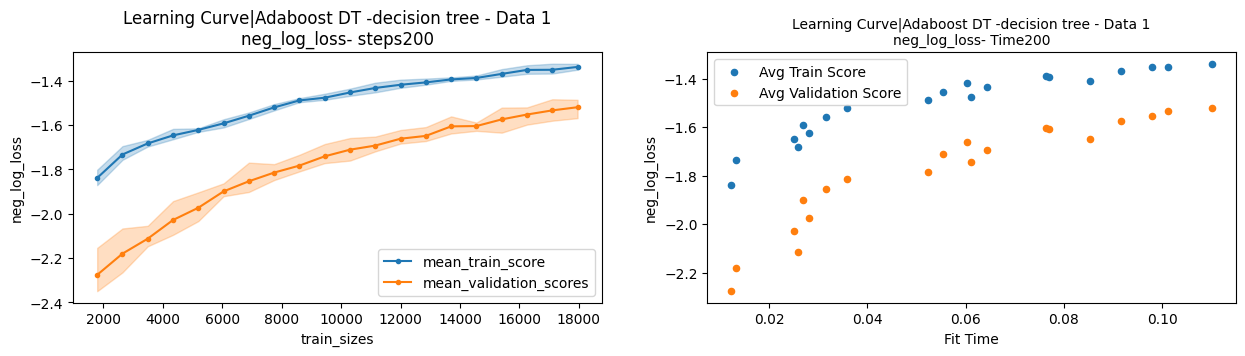 Learning Curve|Adaboost DT -decision tree - Data 1
neg_log_loss- steps200
neg_log_loss
−1.4
−1.6
−1.8
−2.0
−2.2
−2.4
2000 4000 6000 8000 10000 12000 14000 16000 18000
train_sizes
mean_train_score
mean_validation_scores
Learning Curve|Adaboost DT -decision tree - Data 1
neg_log_loss- Time200
neg_log_loss
−1.4
−1.6
−1.8
−2.0
−2.2
0.02 0.04 0.06 0.08 0.10
Fit Time
Avg Train Score
Avg Validation Score